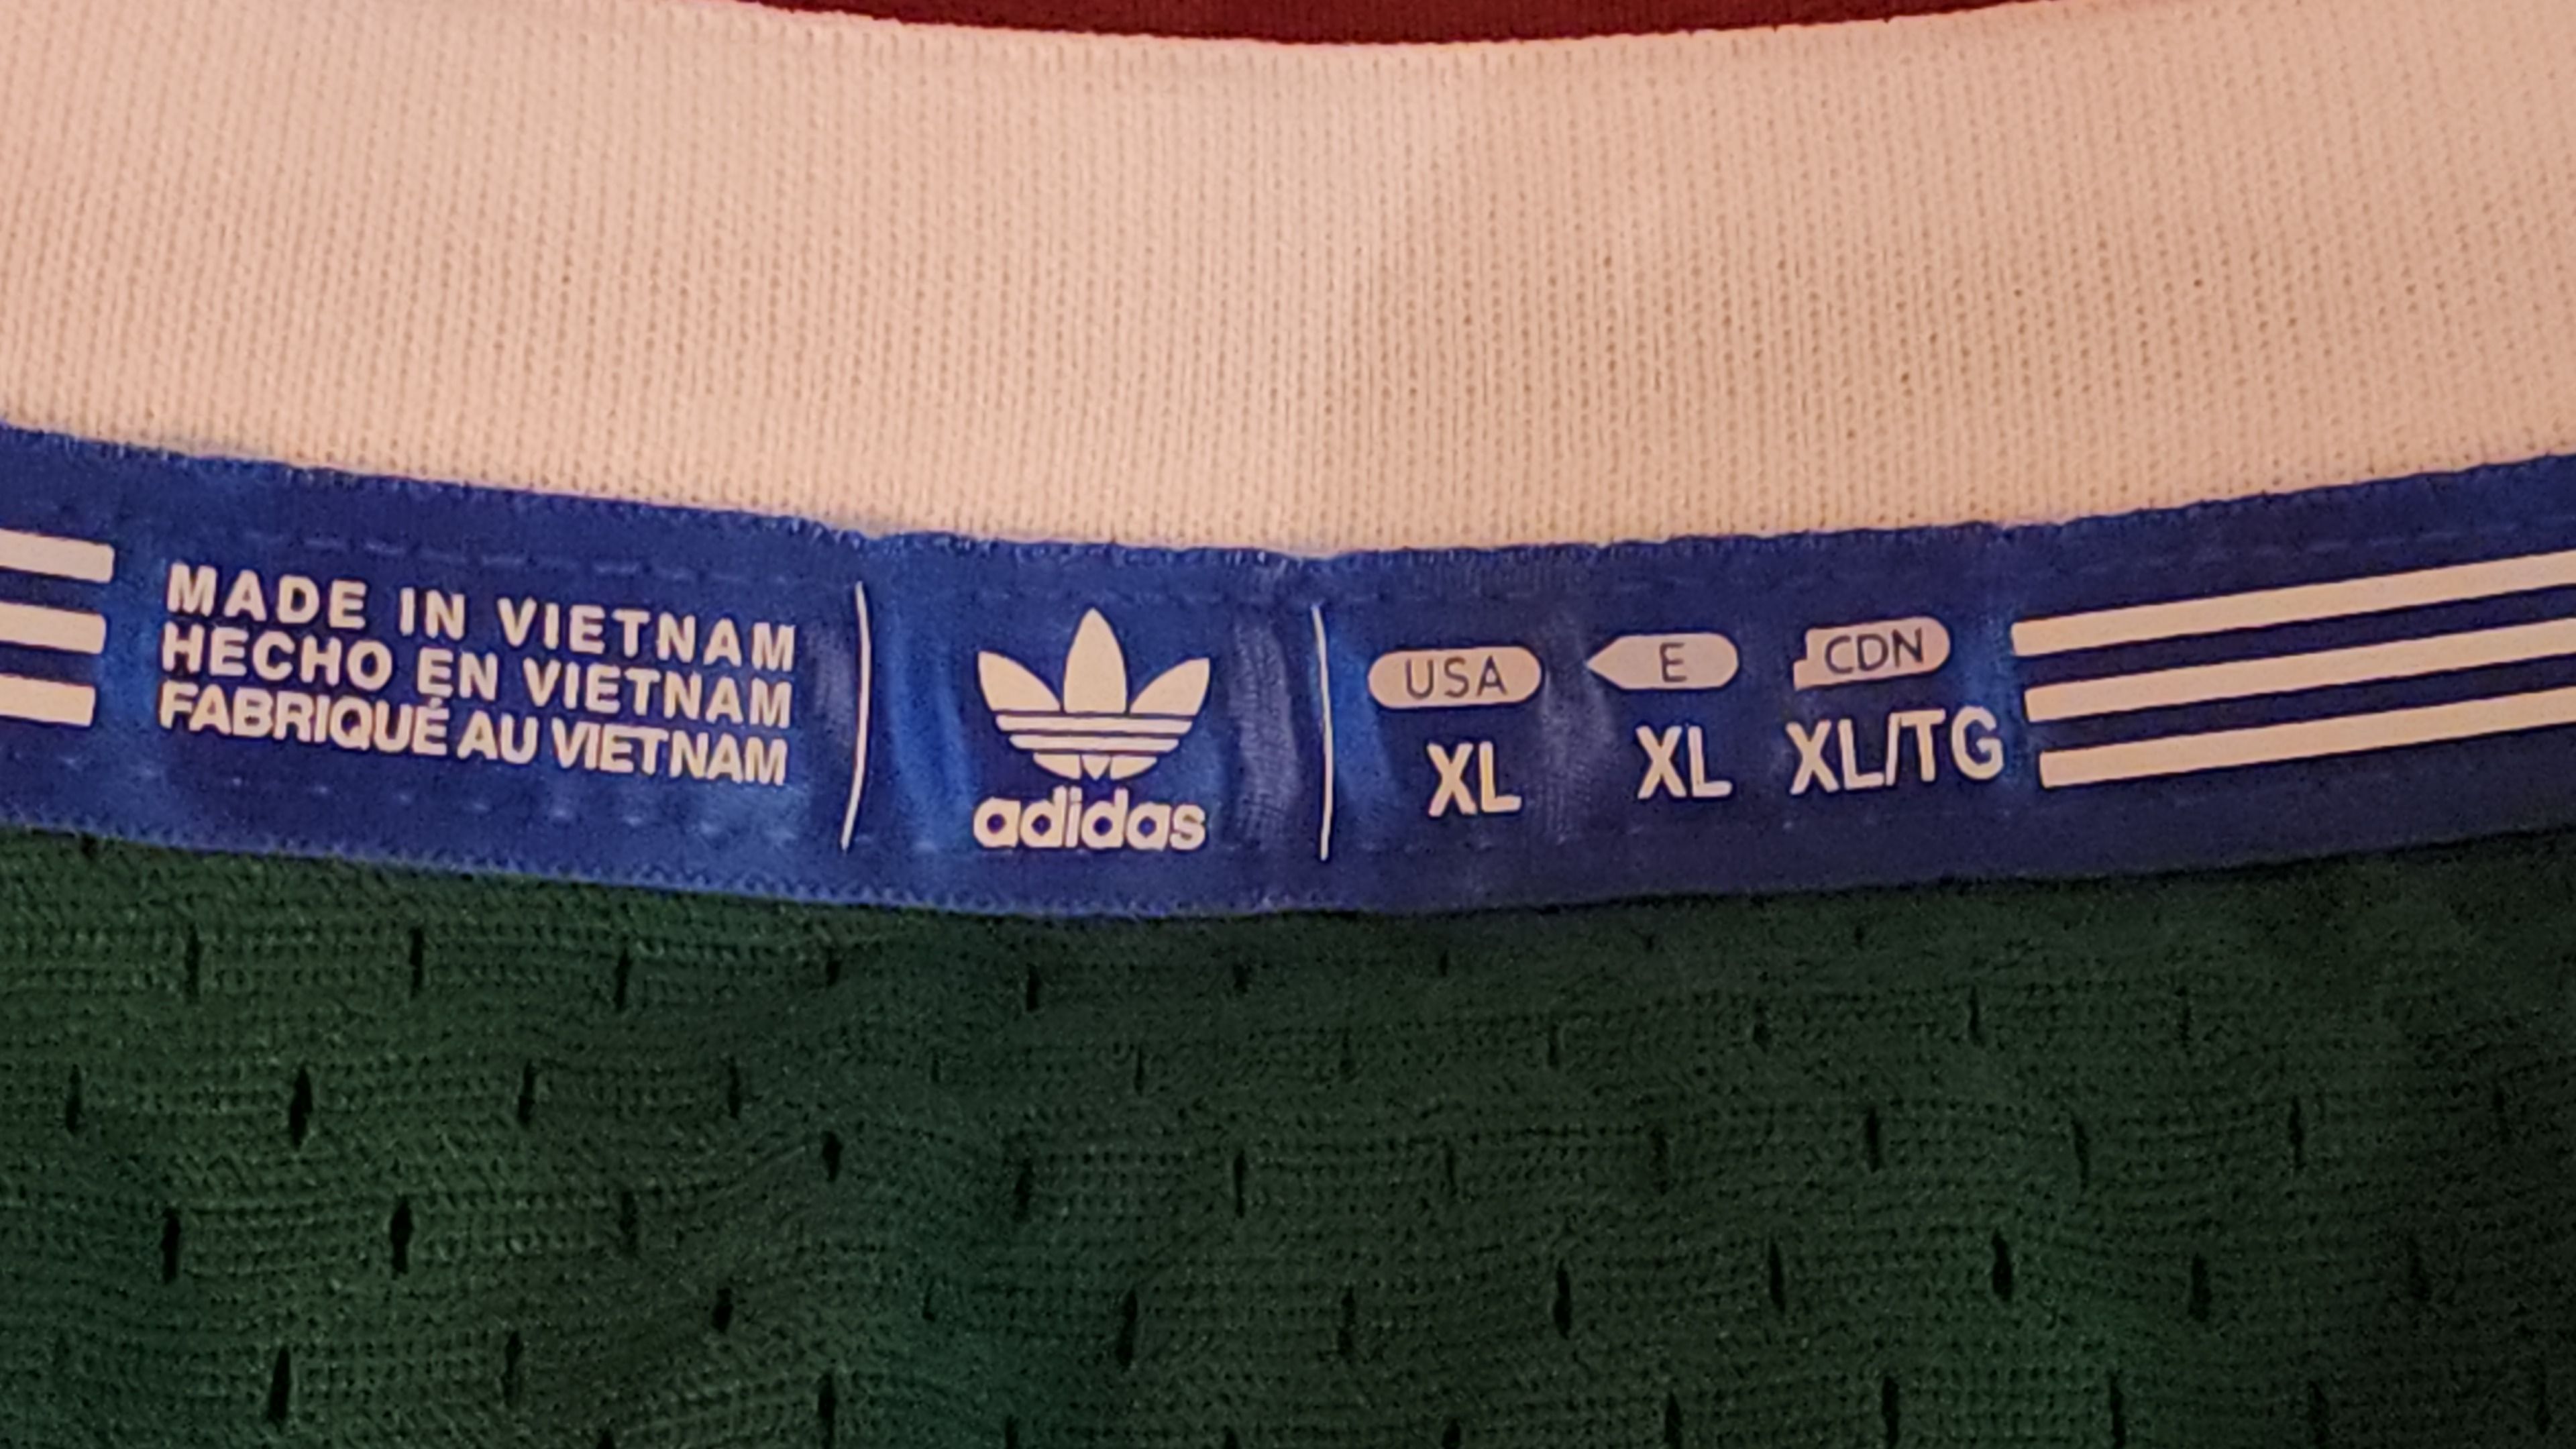 MADE IN VIETNAM
HECHO EN VIETNAM
FABRIQUÉ AU VIETNAM
adidas
USA E CDN
XL XL XL/TG